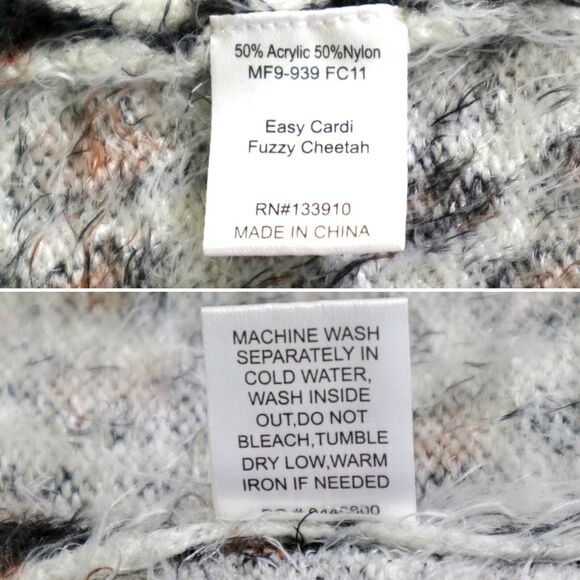 50% Acrylic 50%Nylon
MF9-939 FC11
Easy Cardi
Fuzzy Cheetah
RN#133910
MADE IN CHINA
MACHINE WASH
SEPARATELY IN
COLD WATER,
WASH INSIDE
OUT,DO NOT
BLEACH,TUMBLE
DRY LOW,WARM
IRON IF NEEDED